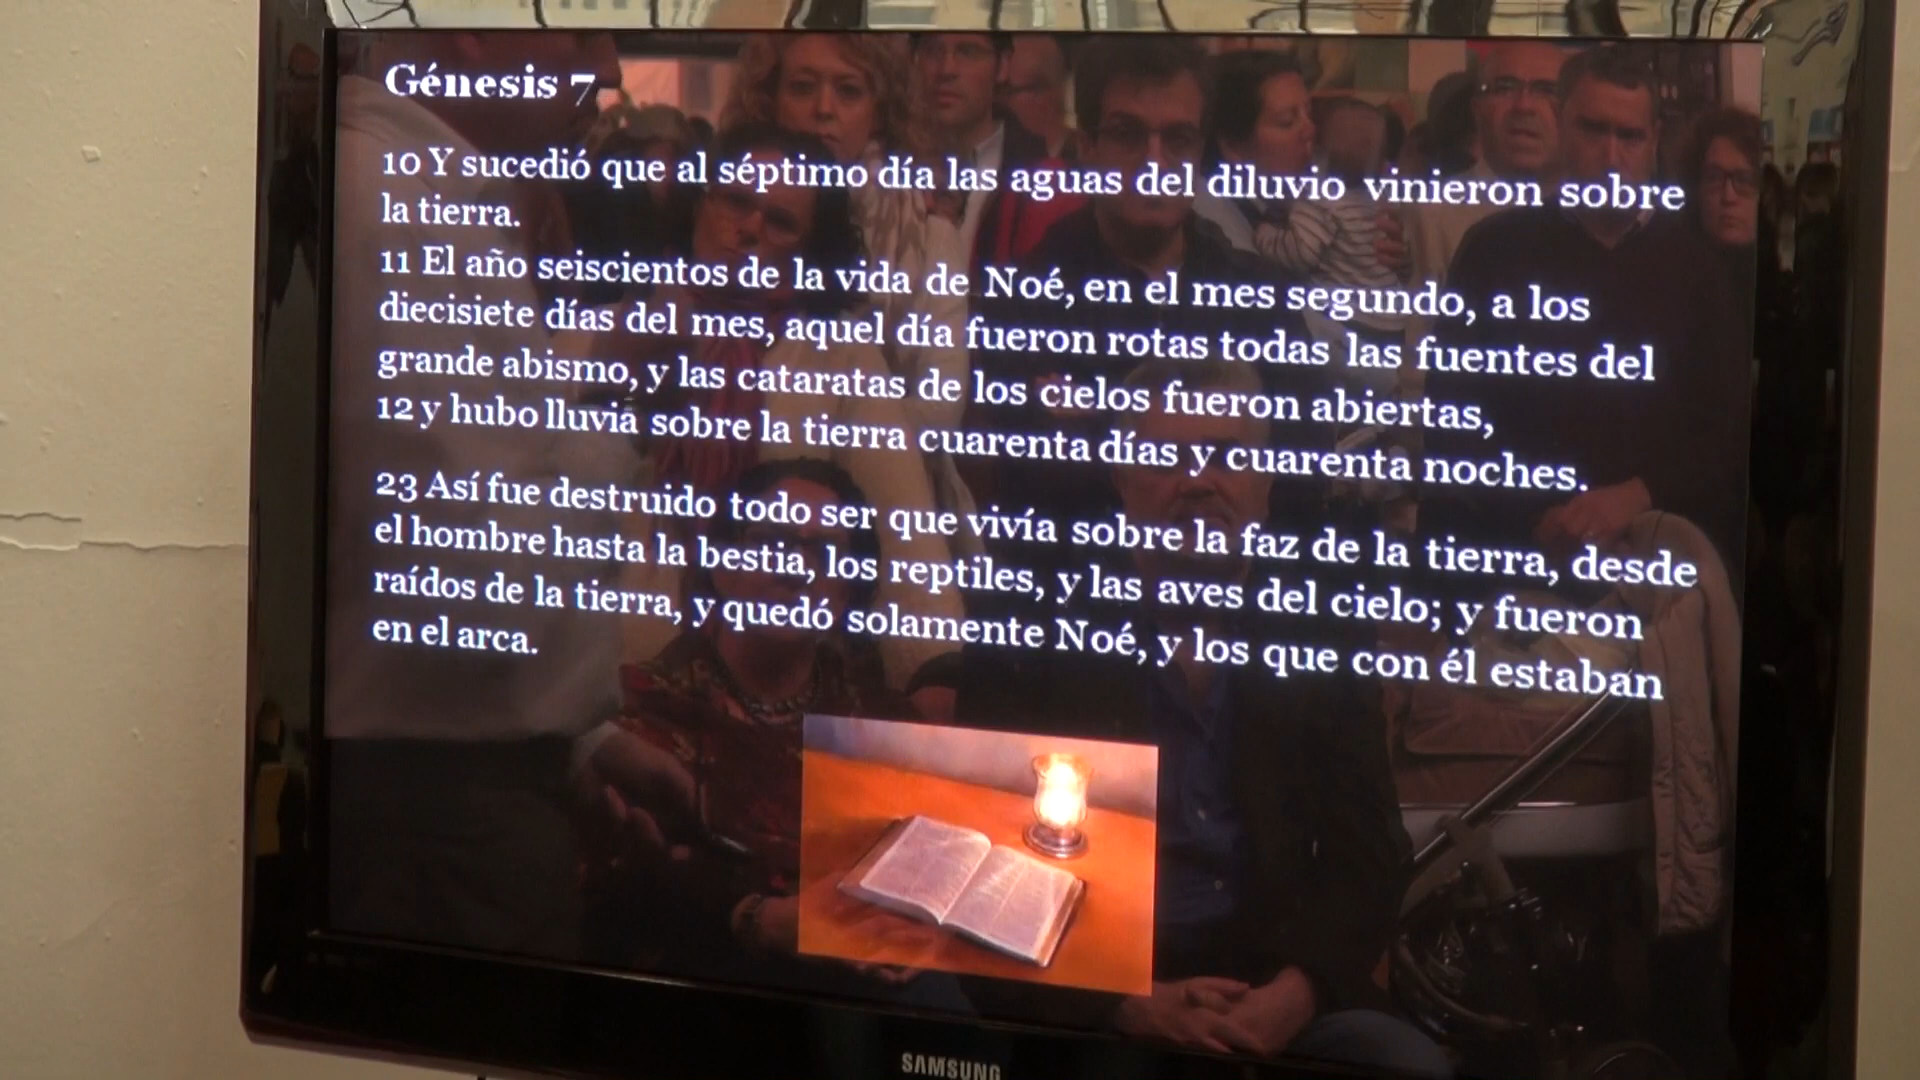 Génesis 7
10 Y sucedió que al séptimo día las aguas del diluvio vinieron sobre
la tierra.
11 El año seiscientos de la vida de Noé, en el mes segundo, a los
diecisiete días del mes, aquel día fueron rotas todas las fuentes del
grande abismo, y las cataratas de los cielos fueron abiertas,
12 y hubo lluvia sobre la tierra cuarenta días y cuarenta noches.
23 Así fue destruido todo ser que vivía sobre la faz de la tierra, desde
el hombre hasta la bestia, los reptiles, y las aves del cielo; y fueron
raídos de la tierra, y quedó solamente Noé, y los que con él estaban
en el arca.
SAMSUNG